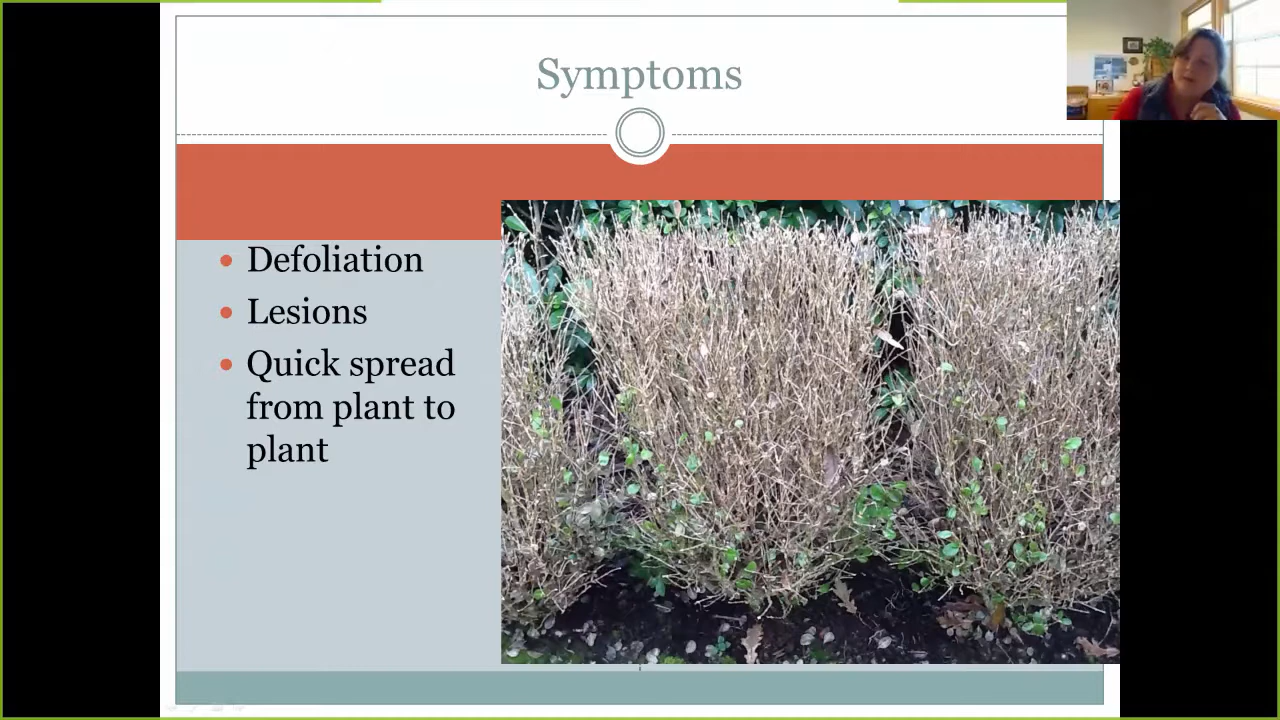 Symptoms
Defoliation
Lesions
Quick spread
from plant to
plant